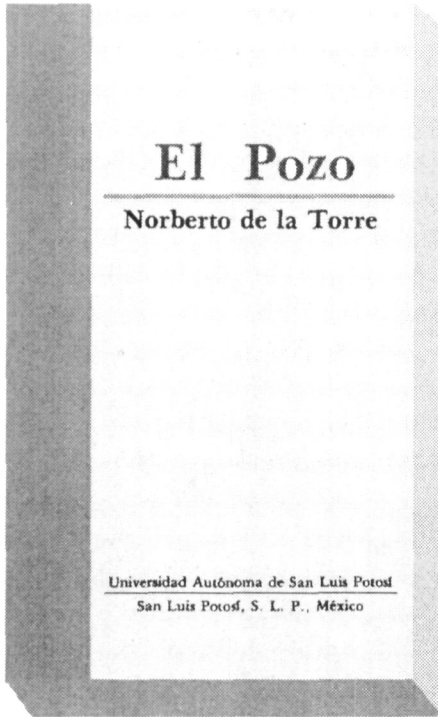 El Pozo
Norberto de la Torre
Universidad Autónoma de San Luis Potosí
San Luis Potosí, S. L. P., México